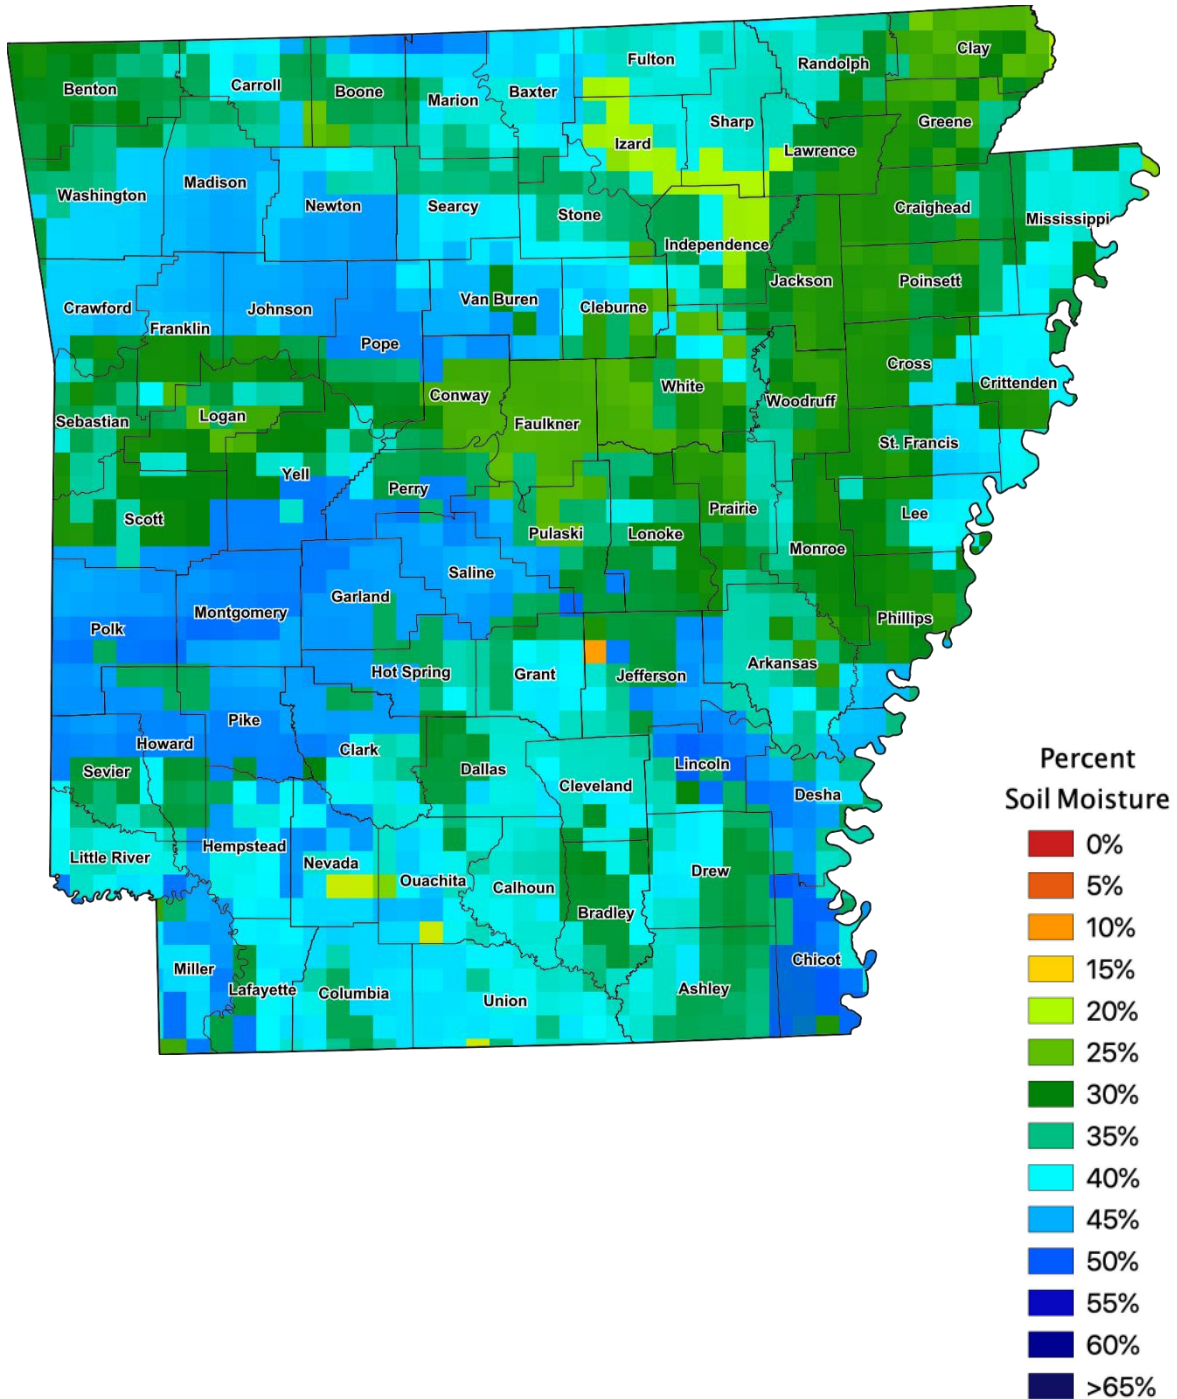 Clay
Fulton
Randolph
Carroll
Benton
Boone
Baxter
Marion
Sharp
Greene
Izard
Lawrence
Madison
Washington
Newton
Searcy
Stone
Craighead
Mississippi
Independence
Jackson
Poinsett
Van Buren
Crawford
Johnson
Cleburne
Franklin
Pope
Cross
Crittenden
White
Conway
Woodruff
Logan
Sebastian
Faulkner
St. Francis
Yell
Perry
Prairie
Lee
Scott
Pulaski
Lonoke
Monroe
Saline
Garland
Montgomery
Phillips
Polk
Arkansas
Hot Spring
Grant
Jefferson
Pike
Howard
Clark
Lincoln
Sevier
Dallas
Cleveland
Desha
Hempstead
Little River
Nevada
Drew
Ouachita
Calhoun
Bradley
Chicot
Miller
Lafayette
Columbia
Union
Ashley
Percent
Soil Moisture
0%
5%
10%
15%
20%
25%
30%
35%
40%
45%
50%
55%
60%
>65%